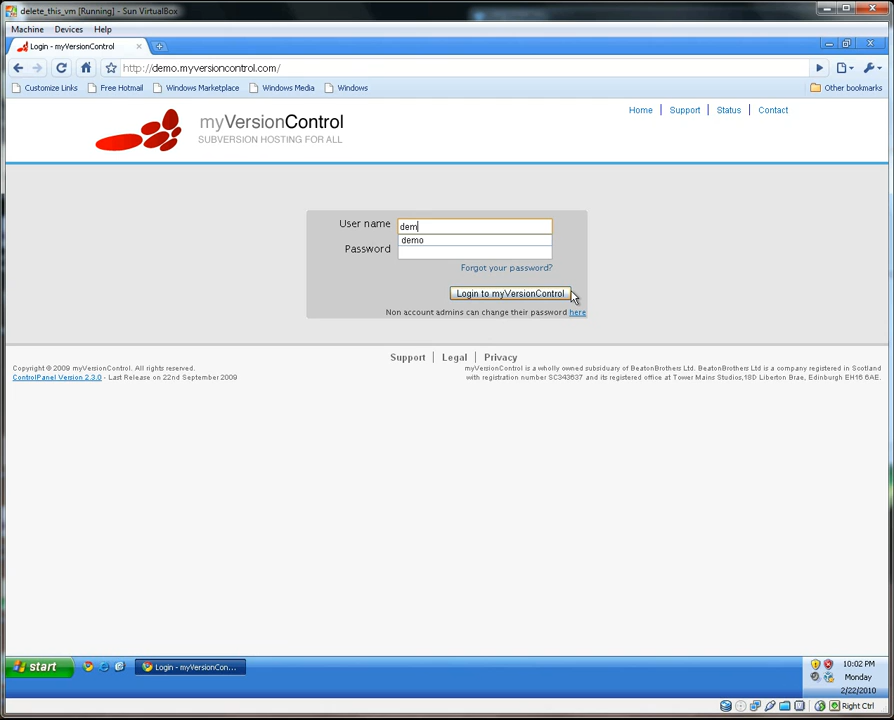 delete_this_vm [Running] - Sun VirtualBox
Machine Devices Help
Login - myVersionControl
http://demo.myversioncontrol.com/
Customize Links Free Hotmail Windows Marketplace Windows Media Windows Other bookmarks
Home Support Status Contact
myVersionControl
SUBVERSION HOSTING FOR ALL
User name dem
demo
Password
Forgot your password?
Login to myVersionControl
Non account admins can change their password here
Support Legal Privacy
Copyright © 2009 myVersionControl. All rights reserved.
ControlPanel Version 2.3.0 - Last Release on 22nd September 2009
myVersionControl is a wholly owned subsiduary of BeatonBrothers Ltd. BeatonBrothers Ltd is a company registered in Scotland
with registration number SC343637 and its registered office at Tower Mains Studios,18D Liberton Brae, Edinburgh EH16 6AE.
start Login - myVersionCon...
10:02 PM
Monday
2/22/2010
Right Ctrl